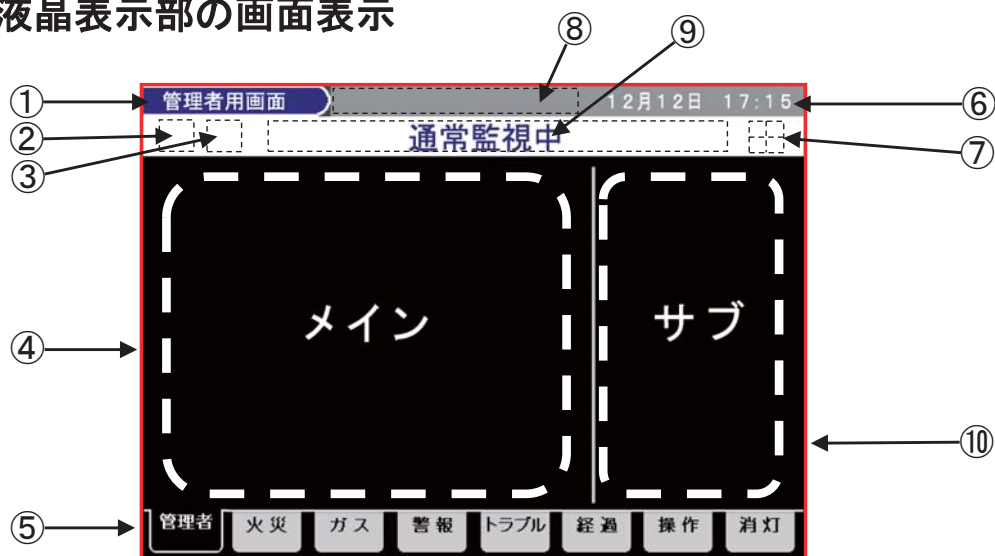 液晶表示部の画面表示
⑧ ⑨
① 管理者用画面 12月12日 17:15 ⑥
② 通常監視中 ⑦
③
④ メイン サブ
⑩
⑤ 管理者 火災 ガス 警報 トラブル 経過 操作 消灯